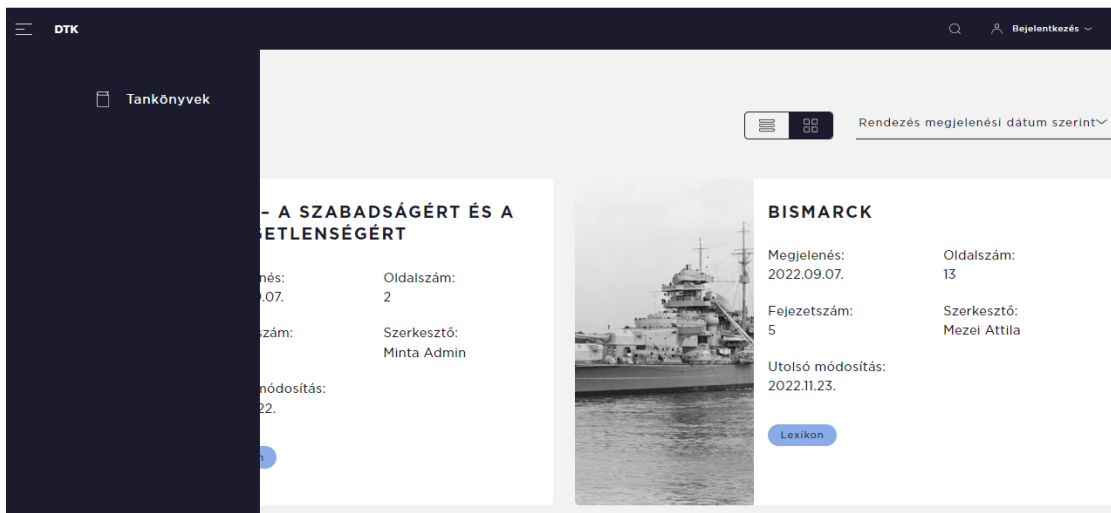 DTK
Bejelentkezés
Tankönyvek
Rendezés megjelenési dátum szerint
– A SZABADSÁGÉRT ÉS A
Oldalszám:
2
Szerkesztő:
Minta Admin
BISMARCK
Megjelenés:
2022.09.07.
Oldalszám:
13
Fejezetszám:
5
Szerkesztő:
Mezei Attila
Utolsó módosítás:
2022.11.23.
Lexikon